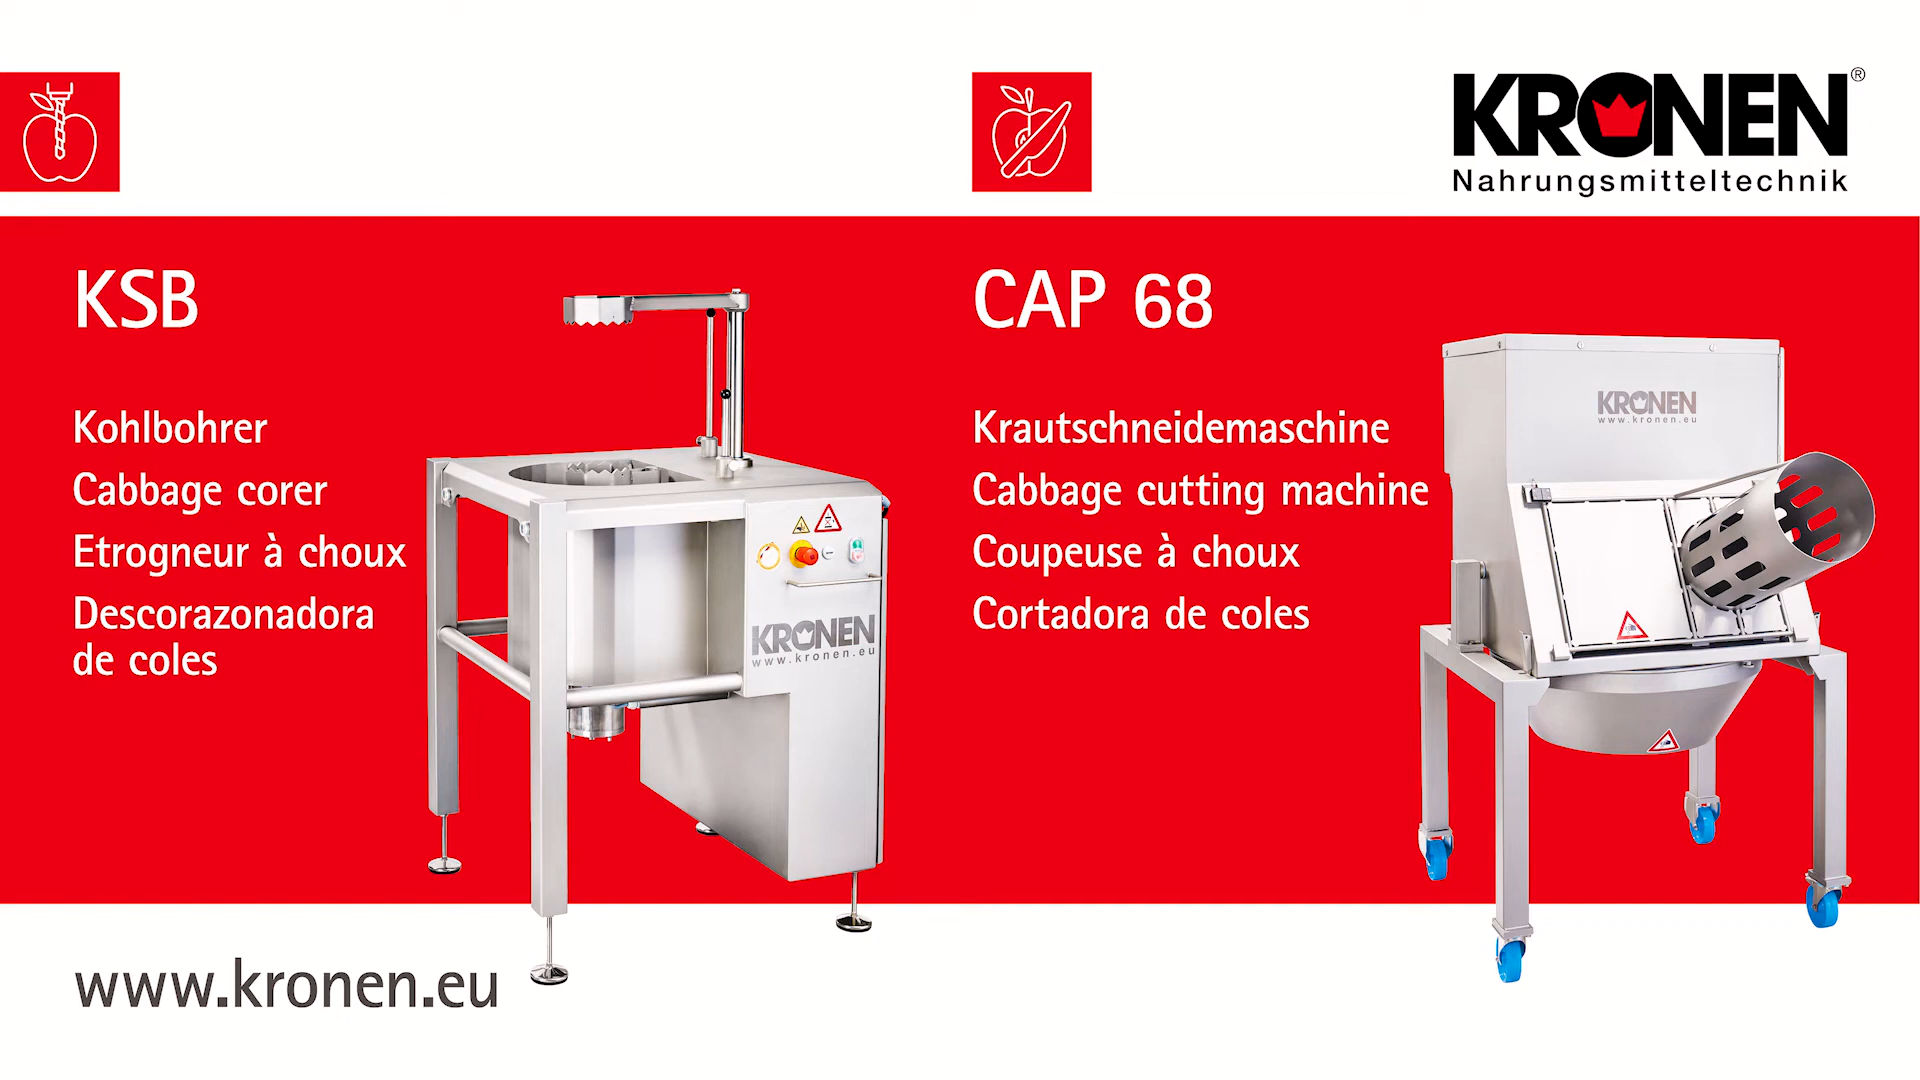 KRONEN®
Nahrungsmitteltechnik
KSB
Kohlbohrer
Cabbage corer
Etrogneur à choux
Descorazonadora
de coles
KRONEN
www.kronen.eu
CAP 68
Krautschneidemaschine
Cabbage cutting machine
Coupeuse à choux
Cortadora de coles
KRONEN
www.kronen.eu
www.kronen.eu